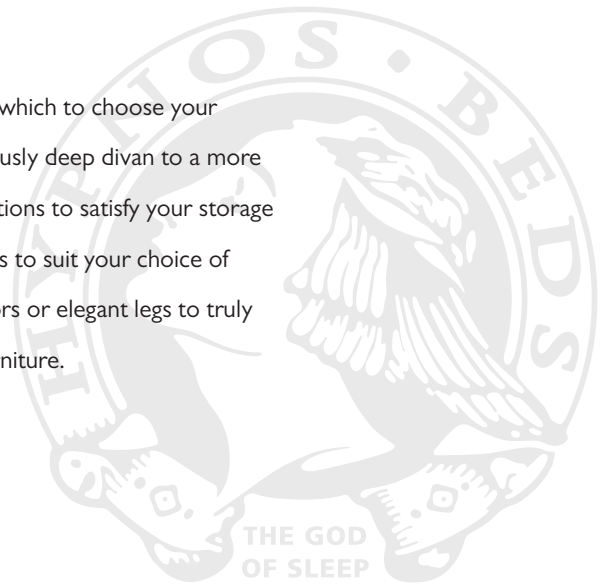 which to choose your
usly deep divan to a more
tions to satisfy your storage
s to suit your choice of
rs or elegant legs to truly
niture.
HYPNOS · BEDS
THE GOD
OF SLEEP